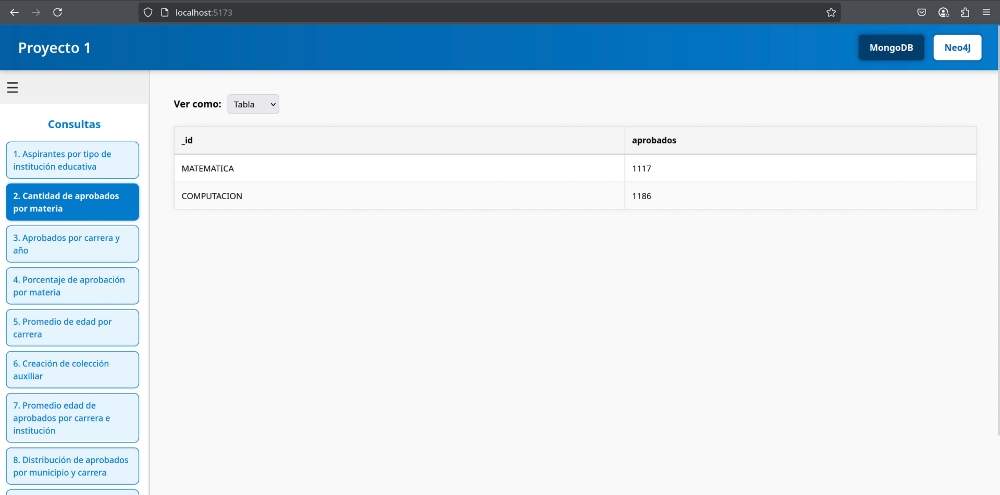 localhost:5173
Proyecto 1
MongoDB
Neo4J
Consultas
1. Aspirantes por tipo de
institución educativa
2. Cantidad de aprobados
por materia
3. Aprobados por carrera y
año
4. Porcentaje de aprobación
por materia
5. Promedio de edad por
carrera
6. Creación de colección
auxiliar
7. Promedio edad de
aprobados por carrera e
institución
8. Distribución de aprobados
por municipio y carrera
Ver como: Tabla
_id aprobados
MATEMATICA 1117
COMPUTACION 1186